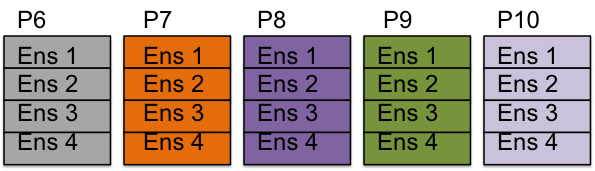 P6 P7 P8 P9 P10
Ens 1 Ens 1 Ens 1 Ens 1 Ens 1
Ens 2 Ens 2 Ens 2 Ens 2 Ens 2
Ens 3 Ens 3 Ens 3 Ens 3 Ens 3
Ens 4 Ens 4 Ens 4 Ens 4 Ens 4